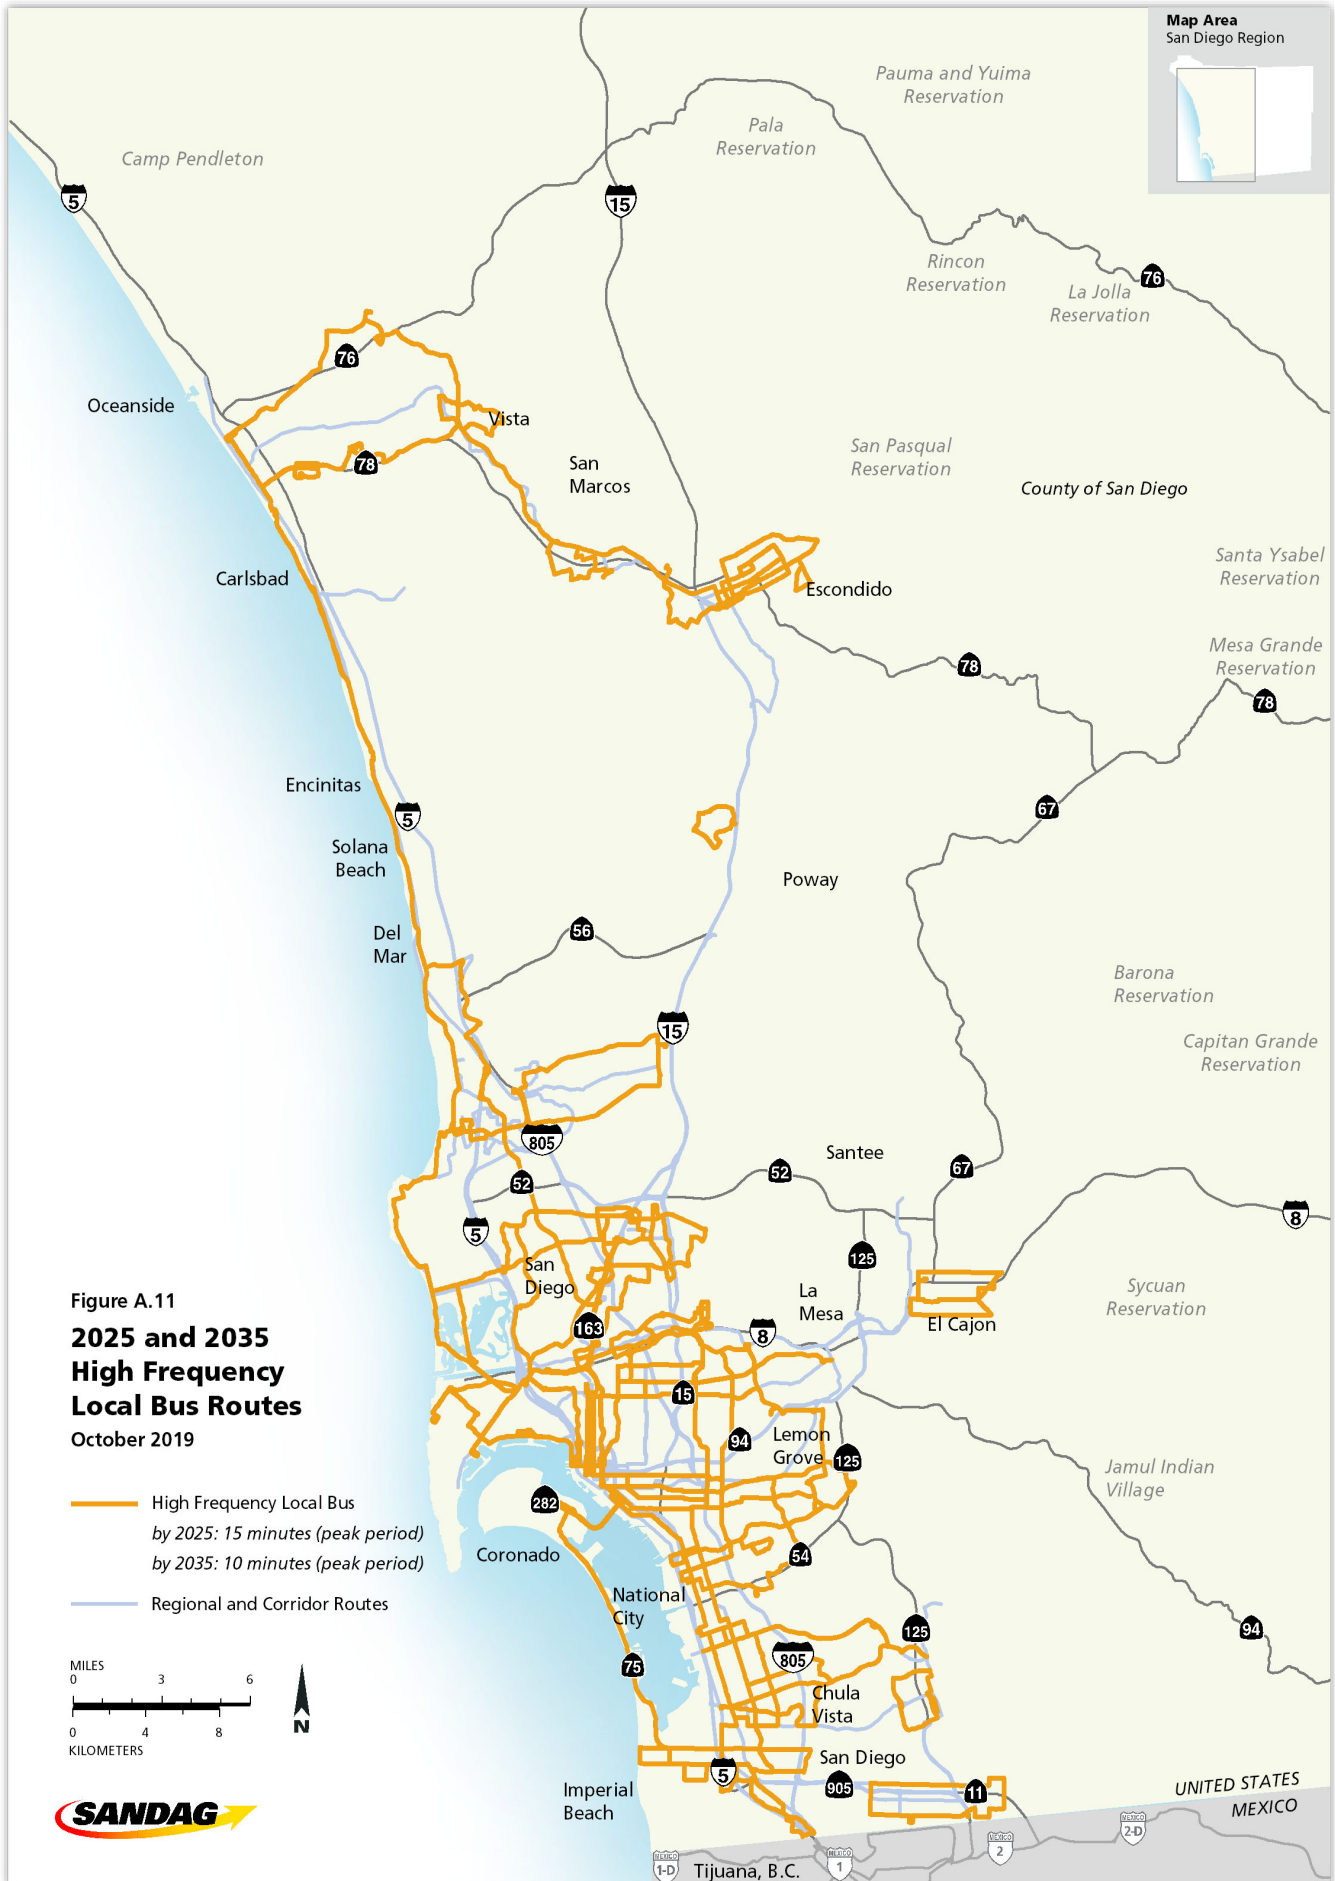 Map Area
San Diego Region
Pauma and Yuima
Reservation
Pala
Reservation
Camp Pendleton
5
15
Rincon
Reservation
La Jolla
Reservation
76
76
Oceanside
Vista
78
San
Marcos
San Pasqual
Reservation
County of San Diego
Santa Ysabel
Reservation
Carlsbad
Escondido
Mesa Grande
Reservation
78
78
Encinitas
5
67
Solana
Beach
Poway
Del
Mar
56
Barona
Reservation
15
Capitan Grande
Reservation
805
Santee
52
52
67
5
8
125
San
Diego
La
Mesa
Sycuan
Reservation
163
8
El Cajon
Figure A.11
2025 and 2035
High Frequency
Local Bus Routes
October 2019
15
94
Lemon
Grove
125
Jamul Indian
Village
High Frequency Local Bus
by 2025: 15 minutes (peak period)
by 2035: 10 minutes (peak period)
Regional and Corridor Routes
282
Coronado
54
National
City
125
94
805
75
MILES
0 3 6
0 4 8
KILOMETERS
N
Chula
Vista
San Diego
5
905
11
Imperial
Beach
SANDAG
UNITED STATES
MEXICO
MEXICO
2-D
MEXICO
2
MEXICO
1-D
Tijuana, B.C.
MEXICO
1